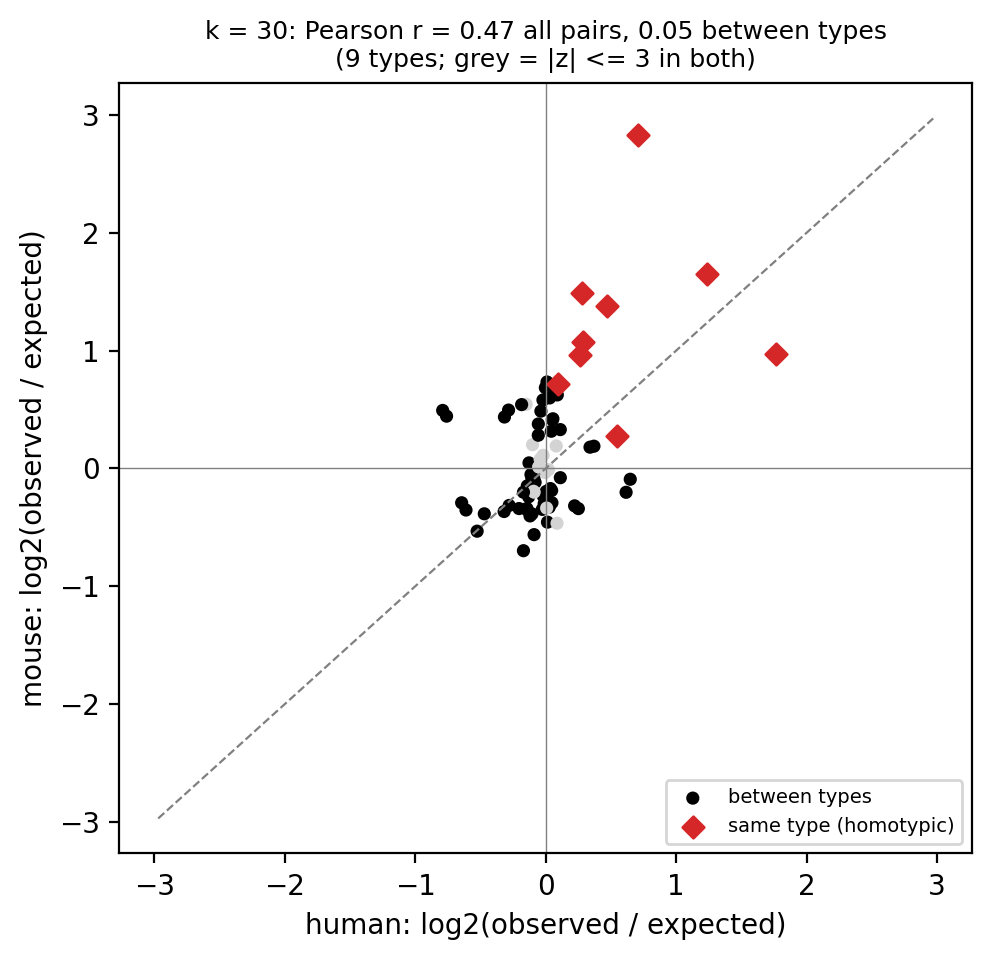 k = 30: Pearson r = 0.47 all pairs, 0.05 between types
(9 types; grey = |z| <= 3 in both)
mouse: log2(observed / expected)
3
2
1
0
−1
−2
−3
−3
−2
−1
0
1
2
3
human: log2(observed / expected)
between types
same type (homotypic)